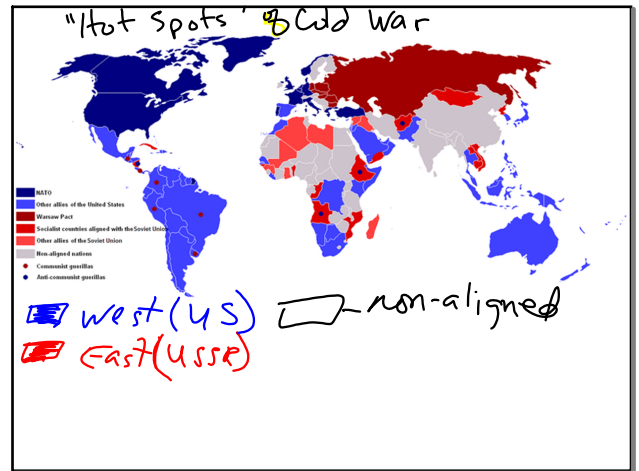 "Hot Spots" of Cold War
NATO
Other allies of the United States
Warsaw Pact
Socialist countries aligned with the Soviet Union
Other allies of the Soviet Union
Non-aligned nations
Communist guerillas
Anti-communist guerillas
West (US)
non-aligned
East (USSR)